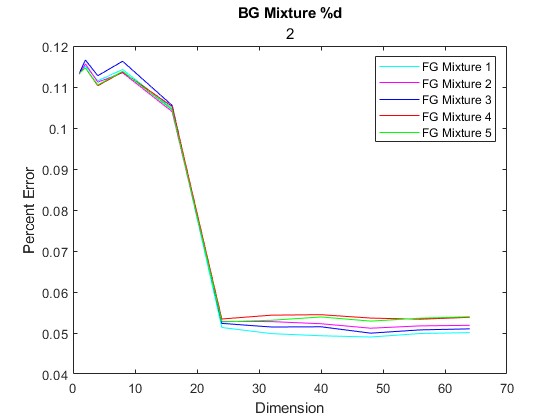 BG Mixture %d
2
0.12
0.11
0.1
0.09
0.08
0.07
0.06
0.05
0.04
Percent Error
FG Mixture 1
FG Mixture 2
FG Mixture 3
FG Mixture 4
FG Mixture 5
0 10 20 30 40 50 60 70
Dimension